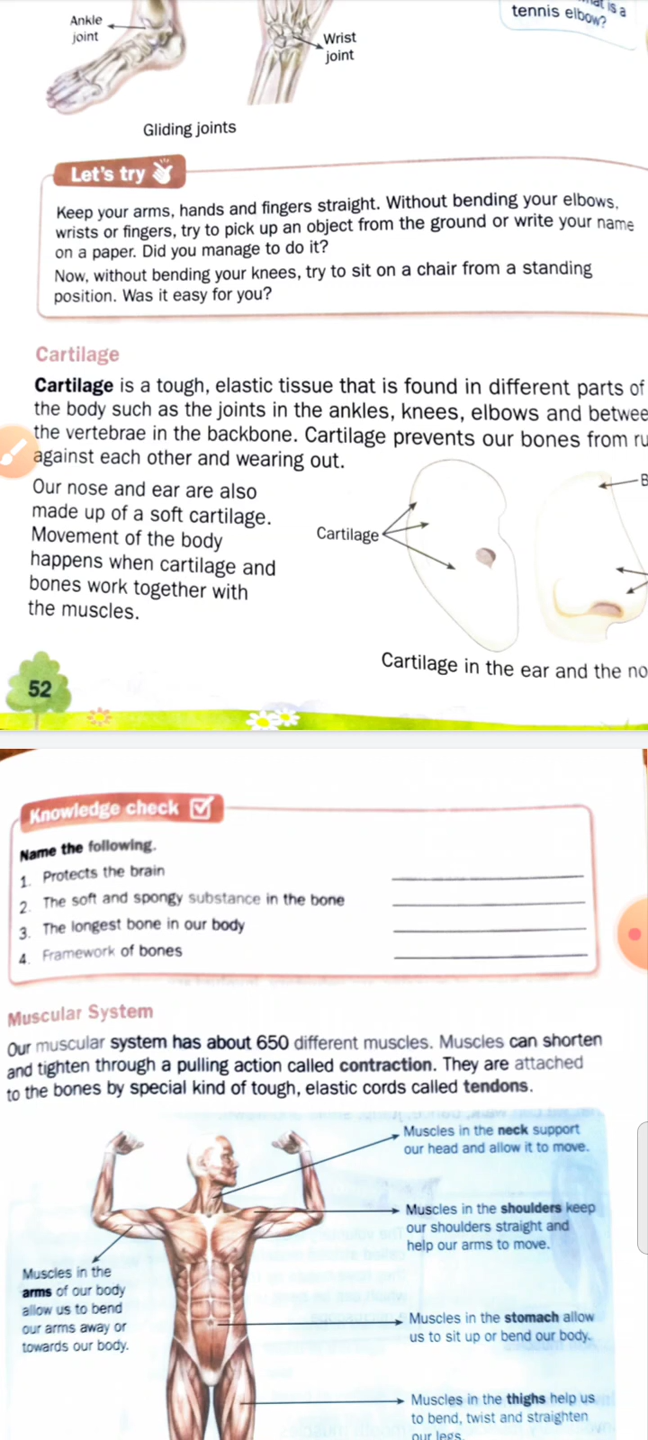 Ankle
joint
Wrist
joint
is a
tennis elbow?
Gliding joints
Let's try
Keep your arms, hands and fingers straight. Without bending your elbows,
wrists or fingers, try to pick up an object from the ground or write your name
on a paper. Did you manage to do it?
Now, without bending your knees, try to sit on a chair from a standing
position. Was it easy for you?
Cartilage
Cartilage is a tough, elastic tissue that is found in different parts of
the body such as the joints in the ankles, knees, elbows and betwee
the vertebrae in the backbone. Cartilage prevents our bones from ru
against each other and wearing out.
Our nose and ear are also
made up of a soft cartilage.
Movement of the body
happens when cartilage and
bones work together with
the muscles.
Cartilage
B
Cartilage in the ear and the no
52
Knowledge check
Name the following.
1. Protects the brain
2. The soft and spongy substance in the bone
3. The longest bone in our body
4. Framework of bones
Muscular System
Our muscular system has about 650 different muscles. Muscles can shorten
and tighten through a pulling action called contraction. They are attached
to the bones by special kind of tough, elastic cords called tendons.
Muscles in the neck support
our head and allow it to move.
Muscles in the shoulders keep
our shoulders straight and
help our arms to move.
Muscles in the
arms of our body
allow us to bend
our arms away or
towards our body.
Muscles in the stomach allow
us to sit up or bend our body.
Muscles in the thighs help us
to bend, twist and straighten
our legs.